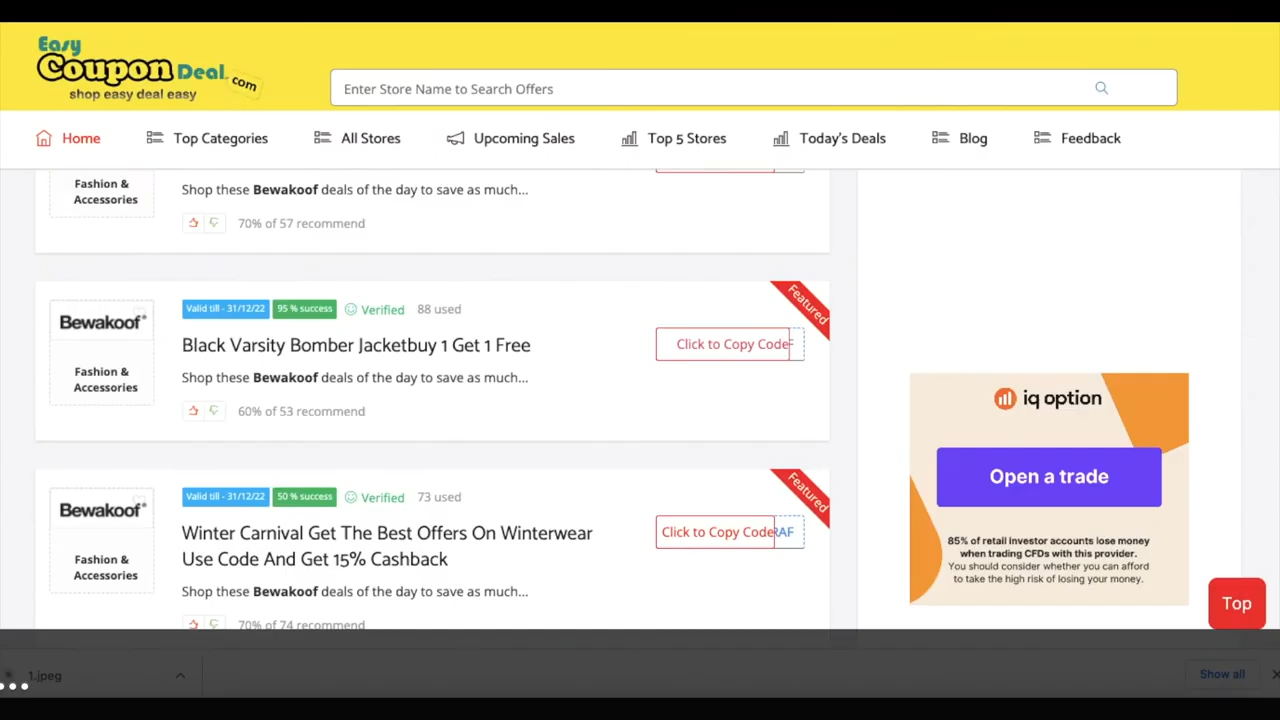 Easy
Coupon Deal.com
shop easy deal easy
Enter Store Name to Search Offers
Home
Top Categories
All Stores
Upcoming Sales
Top 5 Stores
Today's Deals
Blog
Feedback
Fashion &
Accessories
Shop these Bewakoof deals of the day to save as much...
70% of 57 recommend
Bewakoof®
Fashion &
Accessories
Valid till - 31/12/22 95 % success Verified 88 used
Black Varsity Bomber Jacketbuy 1 Get 1 Free
Shop these Bewakoof deals of the day to save as much...
60% of 53 recommend
Featured
Click to Copy Code
Bewakoof®
Fashion &
Accessories
Valid till - 31/12/22 50 % success Verified 73 used
Winter Carnival Get The Best Offers On Winterwear
Use Code And Get 15% Cashback
Shop these Bewakoof deals of the day to save as much...
70% of 74 recommend
Featured
Click to Copy Code
iq option
Open a trade
85% of retail investor accounts lose money
when trading CFDs with this provider.
You should consider whether you can afford
to take the high risk of losing your money.
Top
1.jpeg
Show all